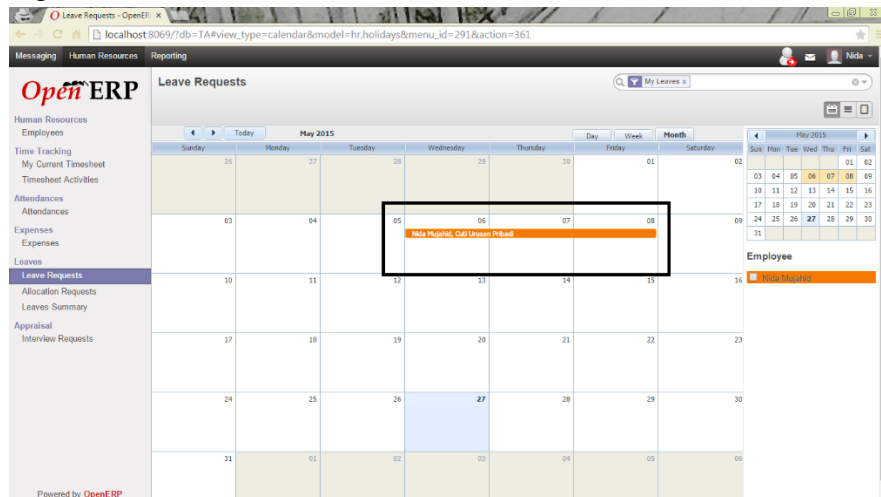 Leave Requests - OpenERP
localhost:8069/?db=TA#view_type=calendar&model=hr.holidays&menu_id=291&action=361
Messaging Human Resources Reporting Nida
Open ERP
Leave Requests
My Leaves x
Human Resources
Employees
Time Tracking
My Current Timesheet
Timesheet Activities
Attendances
Attendances
Expenses
Expenses
Leaves
Leave Requests
Allocation Requests
Leaves Summary
Appraisal
Interview Requests
Powered by OpenERP
Today May 2015 Day Week Month
Sunday Monday Tuesday Wednesday Thursday Friday Saturday
26 27 28 29 30 01 02
03 04 05 06 07 08 09
Nida Mujahid, Cuti Urusan Pribadi
10 11 12 13 14 15 16
17 18 19 20 21 22 23
24 25 26 27 28 29 30
31 01 02 03 04 05 06
May 2015
Sun Mon Tue Wed Thu Fri Sat
01 02
03 04 05 06 07 08 09
10 11 12 13 14 15 16
17 18 19 20 21 22 23
24 25 26 27 28 29 30
31
Employee
Nida Mujahid